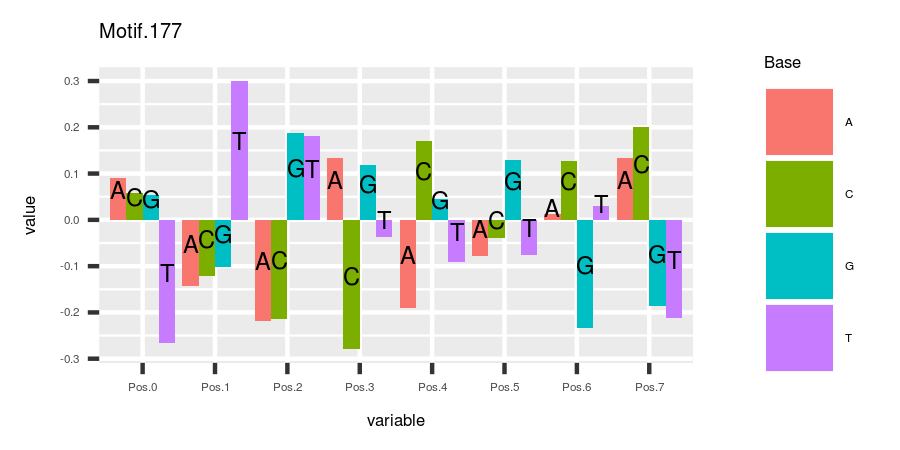 Motif.177
value
0.3
0.2
0.1
0.0
-0.1
-0.2
-0.3
A C G T A C G T A C G T A C G T A C G T A C G T A C G T A C G T
Pos.0 Pos.1 Pos.2 Pos.3 Pos.4 Pos.5 Pos.6 Pos.7
variable
Base
A
C
G
T